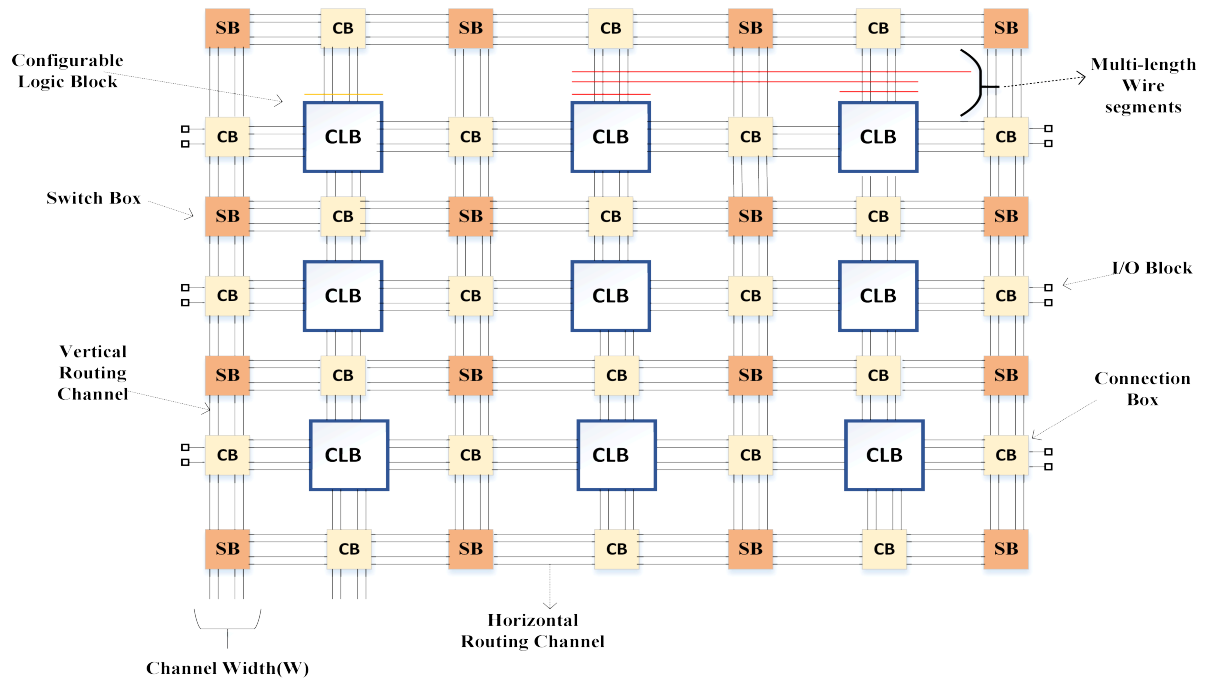 SB CB SB CB SB CB SB
Configurable
Logic Block
Multi-length
Wire
segments
CB CLB CB CLB CB CLB CB
Switch Box
SB CB SB CB SB CB SB
I/O Block
CB CLB CB CLB CB CLB CB
Vertical
Routing
Channel
SB CB SB CB SB CB SB
Connection
Box
CB CLB CB CLB CB CLB CB
SB CB SB CB SB CB SB
Horizontal
Routing Channel
Channel Width(W)